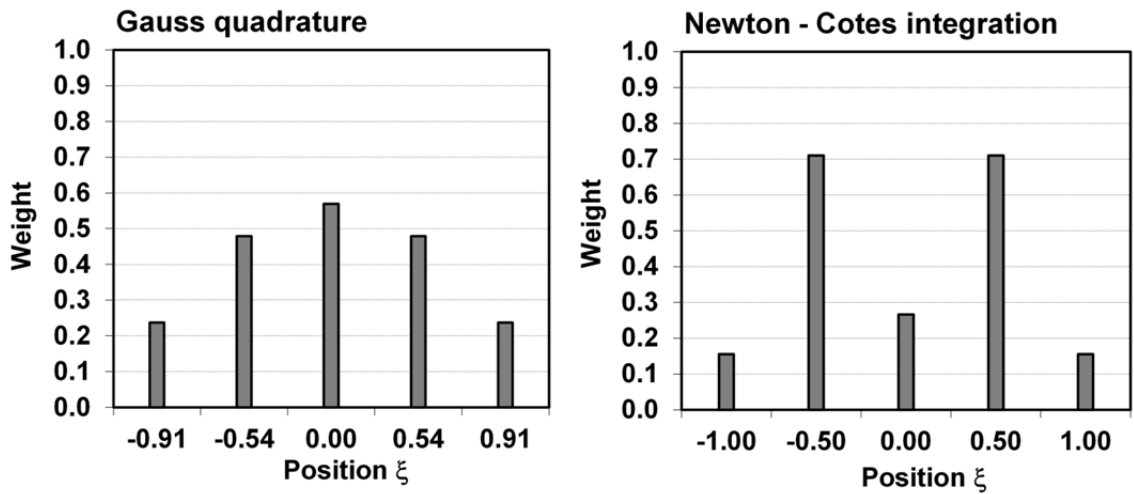 Gauss quadrature
Weight
1.0
0.9
0.8
0.7
0.6
0.5
0.4
0.3
0.2
0.1
0.0
-0.91 -0.54 0.00 0.54 0.91
Position ξ
Newton - Cotes integration
Weight
1.0
0.9
0.8
0.7
0.6
0.5
0.4
0.3
0.2
0.1
0.0
-1.00 -0.50 0.00 0.50 1.00
Position ξ